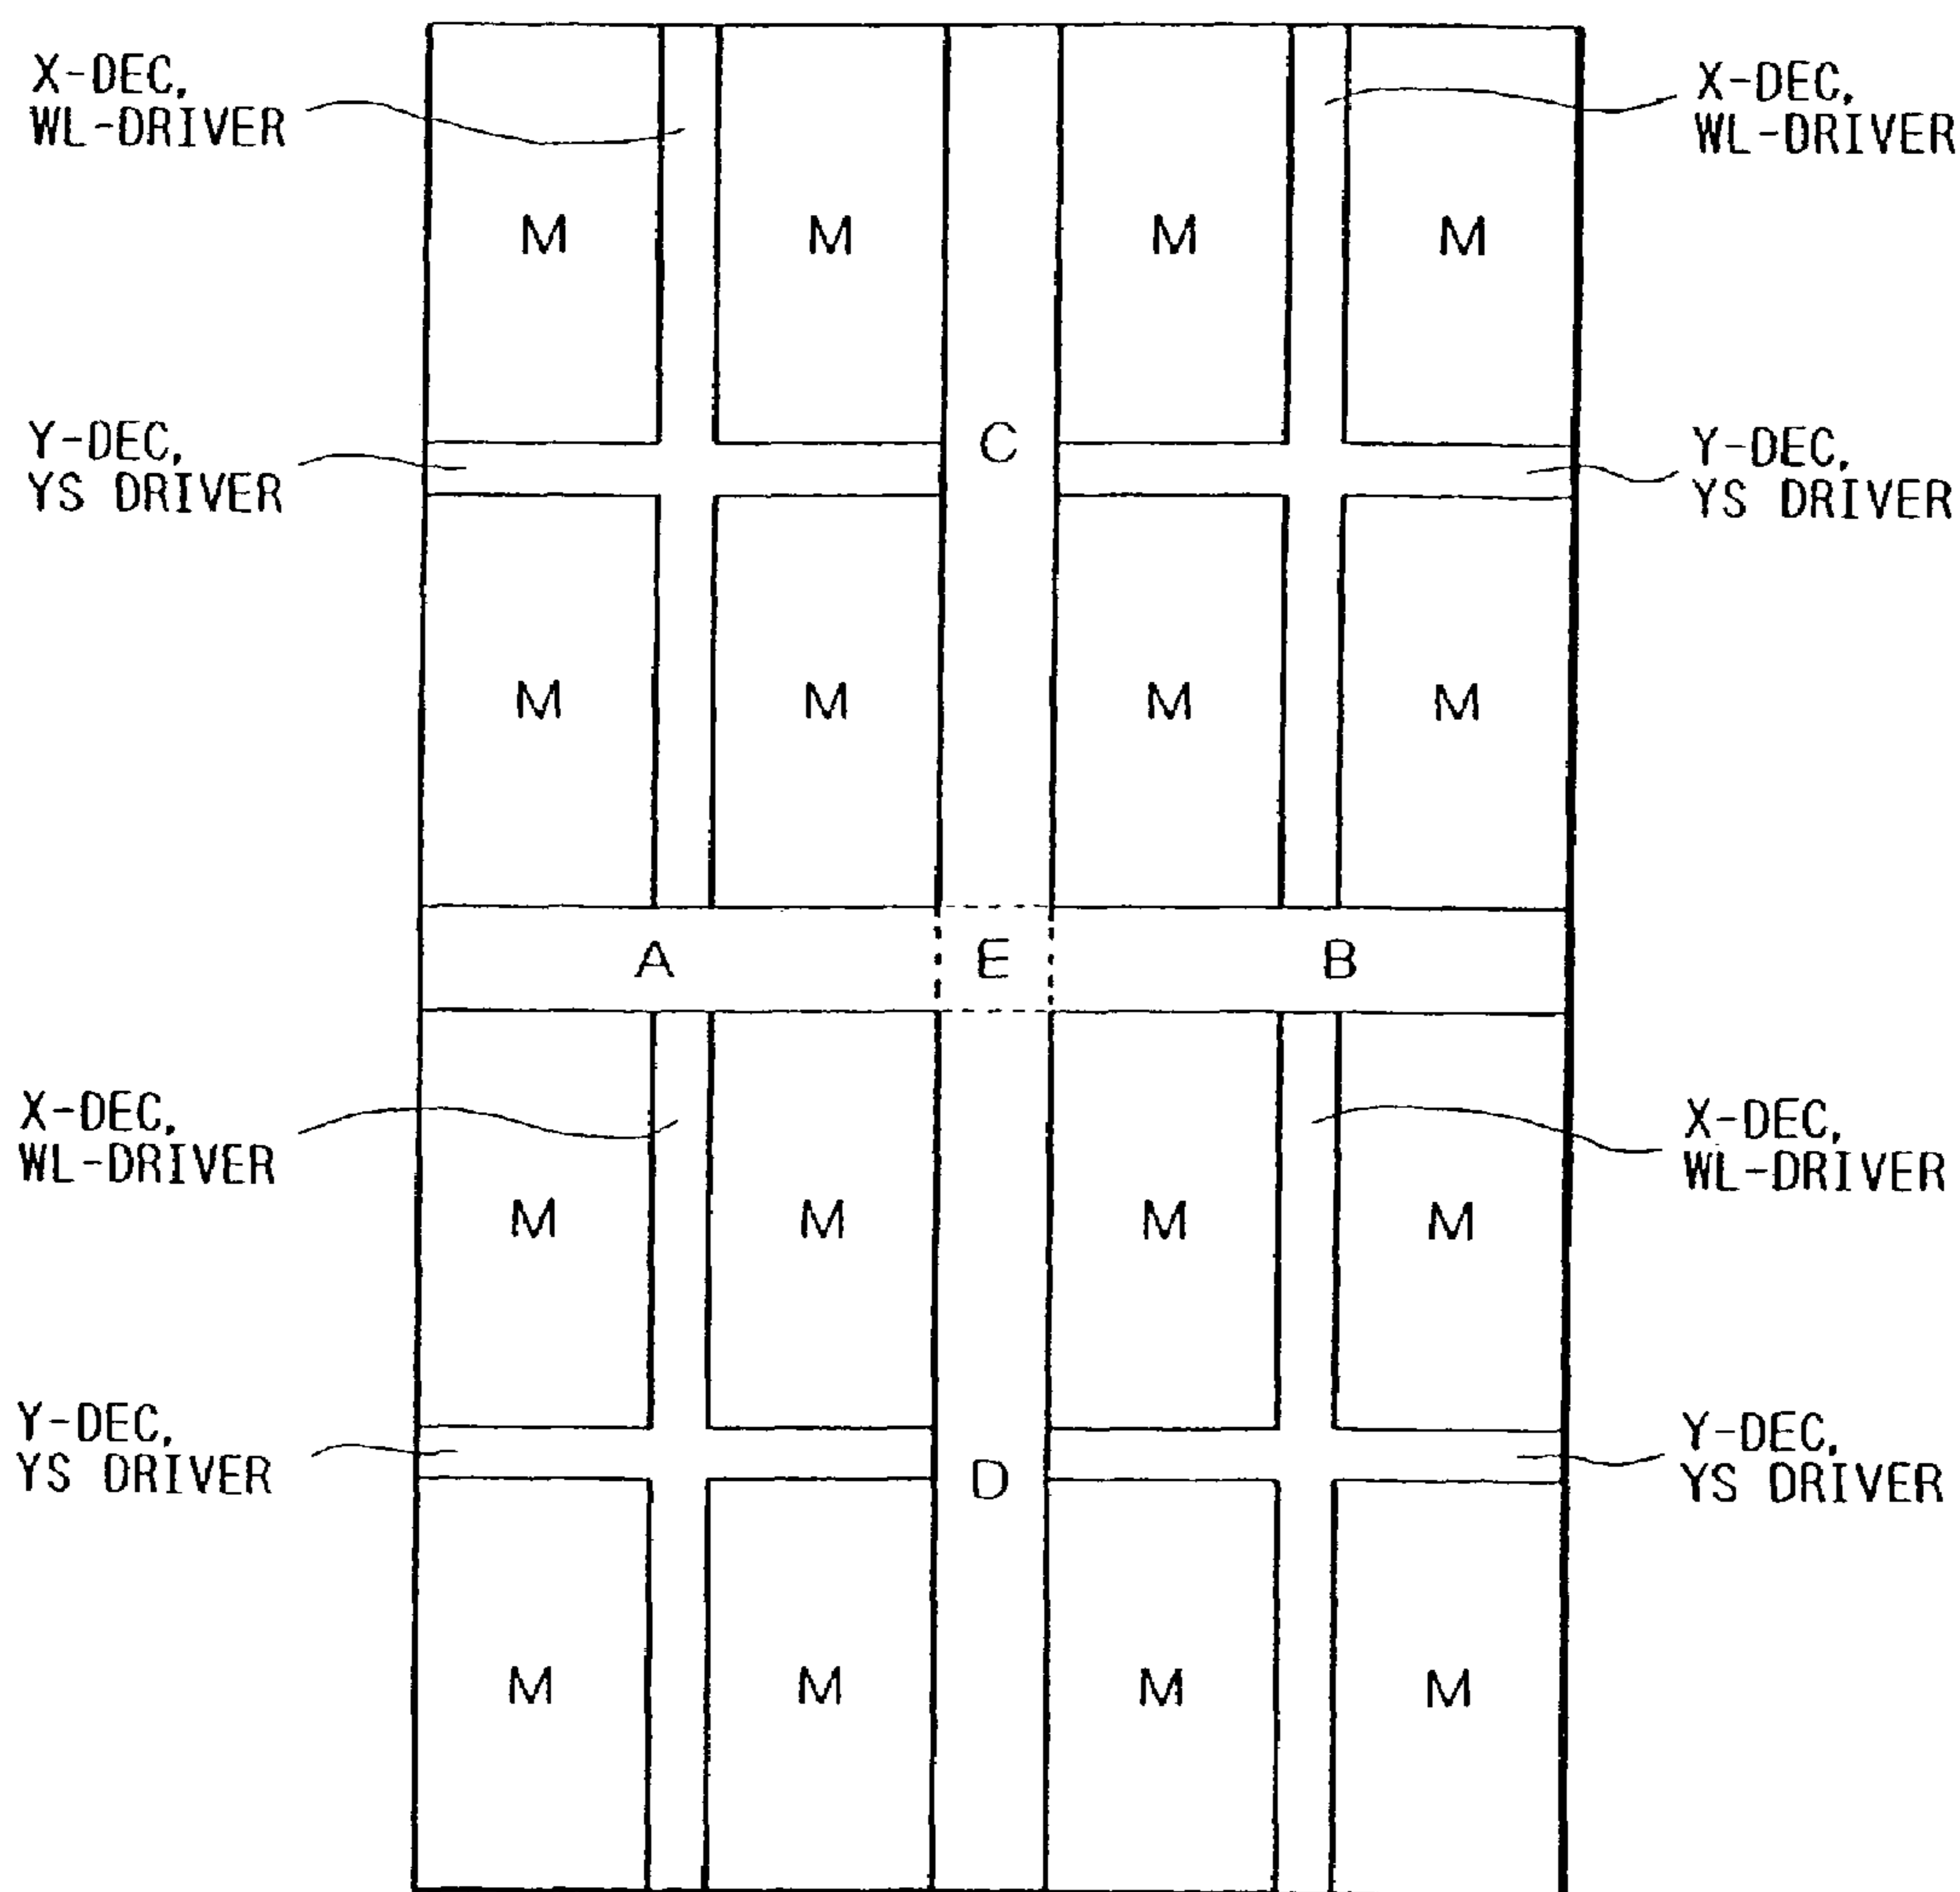 X-DEC,
WL-DRIVER
X-DEC,
WL-DRIVER
M M M M
Y-DEC,
YS DRIVER
C
Y-DEC,
YS DRIVER
M M M M
A E B
X-DEC,
WL-DRIVER
X-DEC,
WL-DRIVER
M M M M
Y-DEC,
YS DRIVER
D
Y-DEC,
YS DRIVER
M M M M